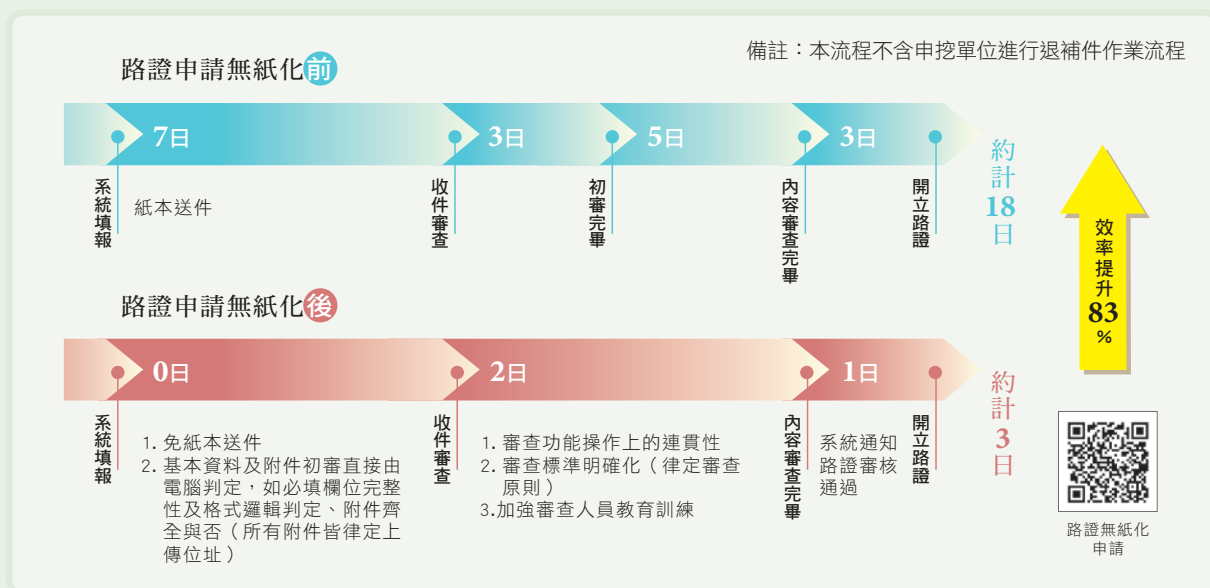 備註：本流程不含申挖單位進行退補件作業流程
路證申請無紙化前
7日
3日
5日
3日
系統填報
紙本送件
收件審查
初審完畢
內容審查完畢
開立路證
約計18日
路證申請無紙化後
0日
2日
1日
系統填報
1. 免紙本送件
2. 基本資料及附件初審直接由
電腦判定，如必填欄位完整
性及格式邏輯判定、附件齊
全與否（所有附件皆律定上
傳位址）
收件審查
1. 審查功能操作上的連貫性
2. 審查標準明確化（律定審查
原則）
3.加強審查人員教育訓練
內容審查完畢
系統通知
路證審核
通過
開立路證
約計3日
效率提升83%
路證無紙化
申請